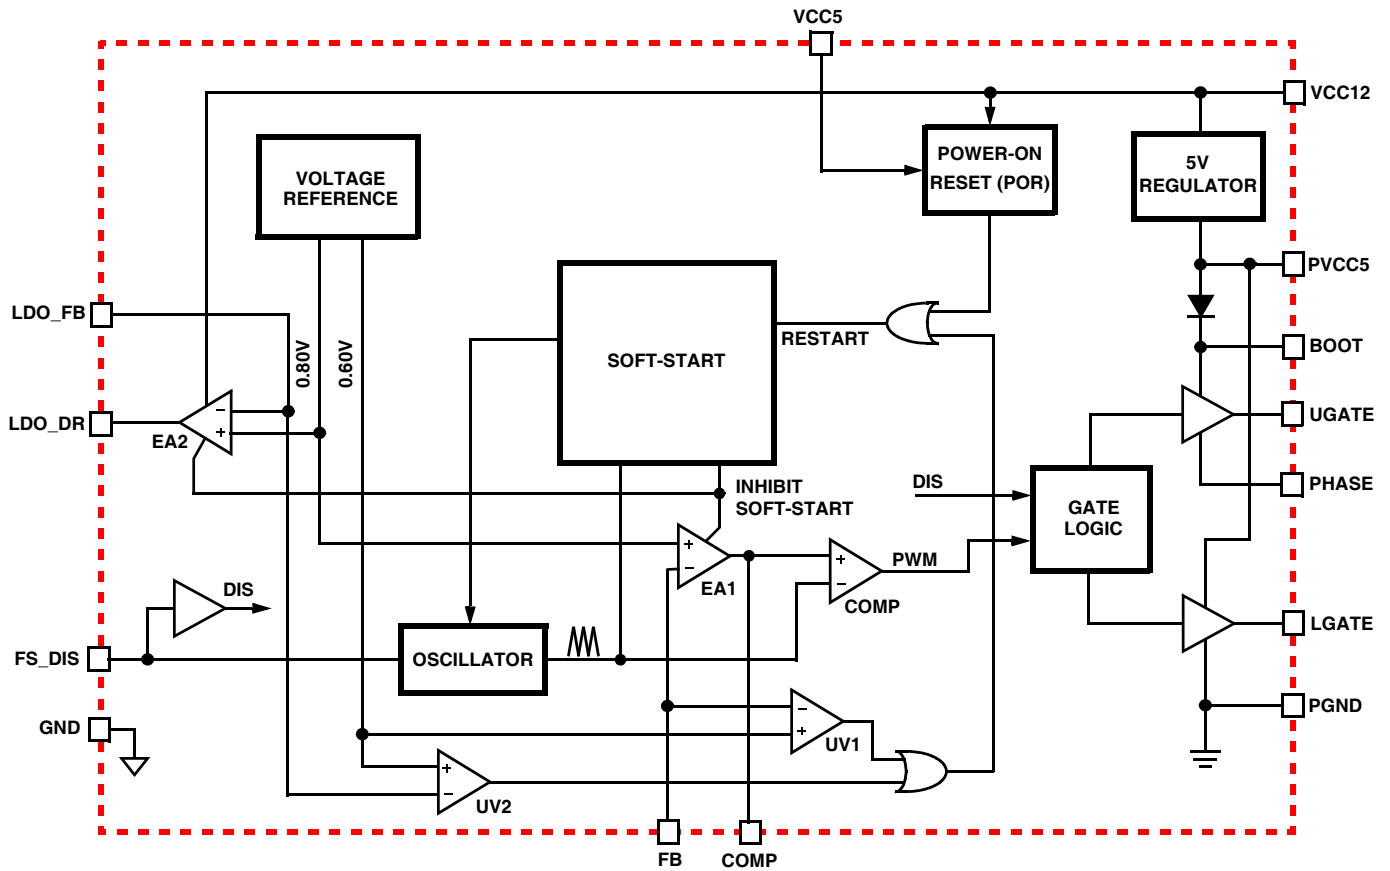 VCC5
VCC12
POWER-ON
RESET (POR)
5V
REGULATOR
VOLTAGE
REFERENCE
PVCC5
LDO_FB
0.80V
0.60V
SOFT-START
RESTART
BOOT
LDO_DR
−
+
EA2
UGATE
INHIBIT
SOFT-START
DIS
PHASE
GATE
LOGIC
+
−
EA1
+
−
COMP
PWM
DIS
LGATE
FS_DIS
OSCILLATOR
GND
−
+
UV1
PGND
+
−
UV2
FB
COMP